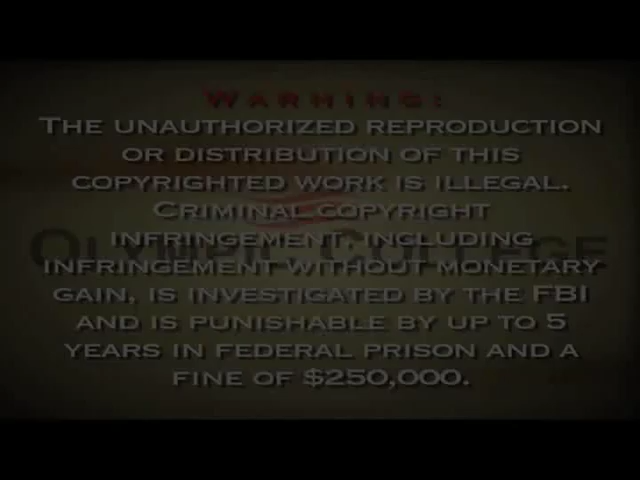 WARNING:
THE UNAUTHORIZED REPRODUCTION
OR DISTRIBUTION OF THIS
COPYRIGHTED WORK IS ILLEGAL.
CRIMINAL COPYRIGHT
INFRINGEMENT, INCLUDING
OLYMPIC COLLEGE
INFRINGEMENT WITHOUT MONETARY
GAIN, IS INVESTIGATED BY THE FBI
AND IS PUNISHABLE BY UP TO 5
YEARS IN FEDERAL PRISON AND A
FINE OF $250,000.